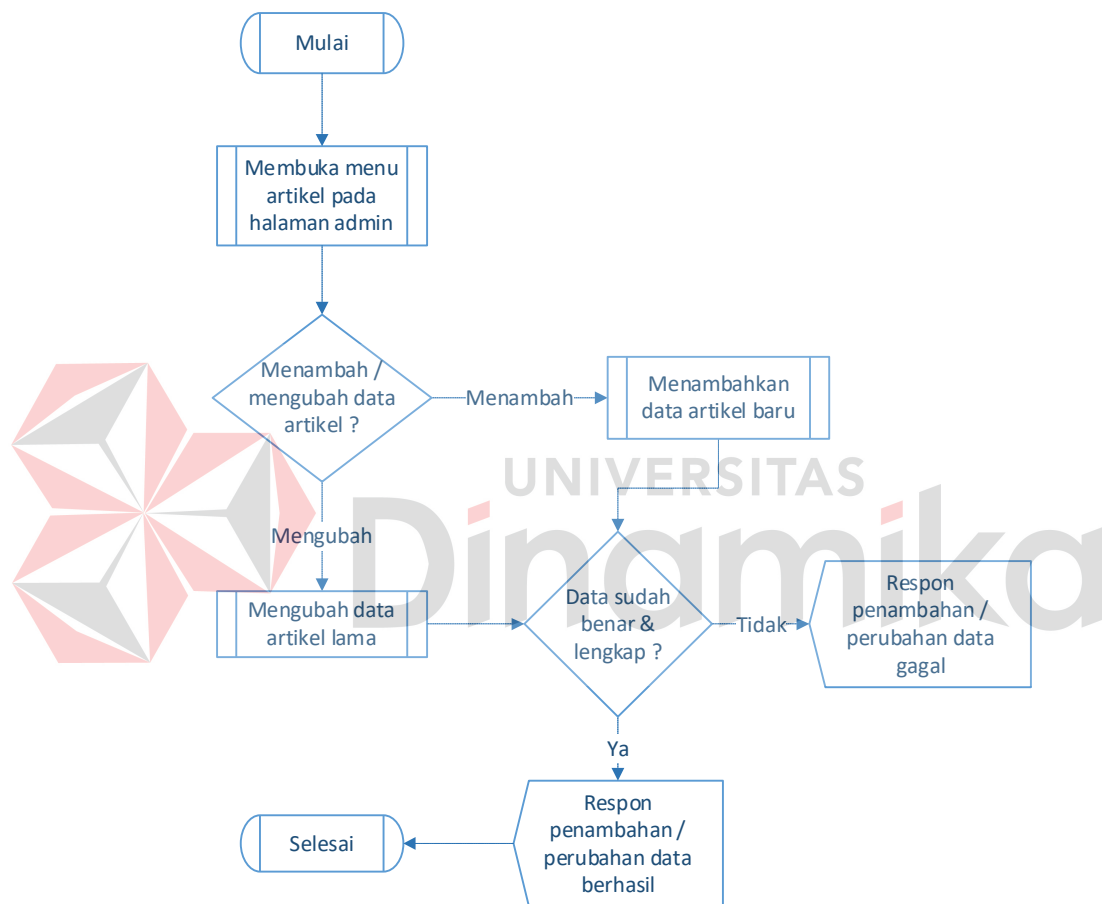 Mulai
Membuka menu
artikel pada
halaman admin
Menambah /
mengubah data
artikel ?
Menambah
Menambahkan
data artikel baru
UNIVERSITAS
Dinamika
Mengubah
Mengubah data
artikel lama
Data sudah
benar &
lengkap ?
Tidak
Respon
penambahan /
perubahan data
gagal
Ya
Respon
penambahan /
perubahan data
berhasil
Selesai